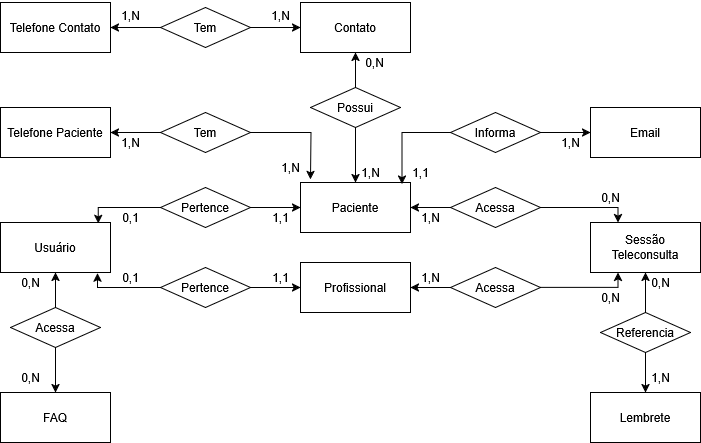 Telefone Contato
1,N
Tem
1,N
Contato
0,N
Possui
1,N
Telefone Paciente
1,N
Tem
1,N
Informa
1,1
1,N
Email
Paciente
Pertence
0,1
1,1
Acessa
1,N
0,N
Usuário
Sessão
Teleconsulta
0,N
0,1
Pertence
1,1
Profissional
1,N
Acessa
0,N
0,N
Acessa
0,N
FAQ
Referencia
1,N
Lembrete